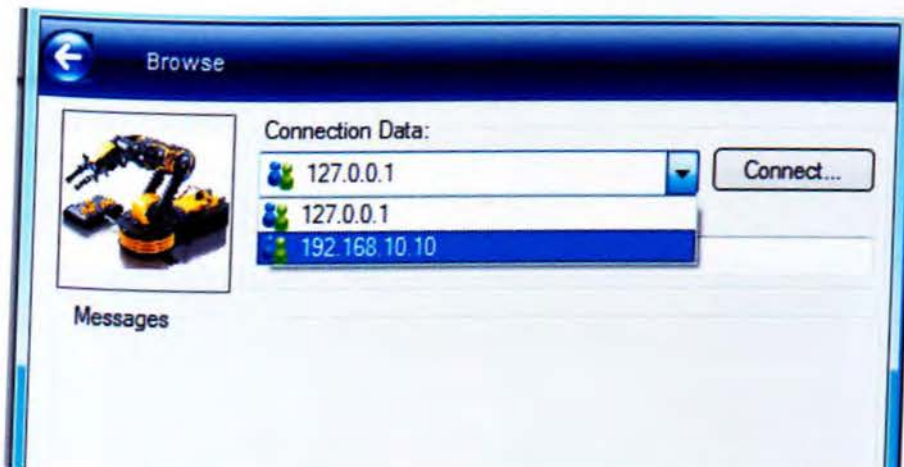 Browse
Connection Data:
127.0.0.1
Connect...
127.0.0.1
192.168.10.10
Messages